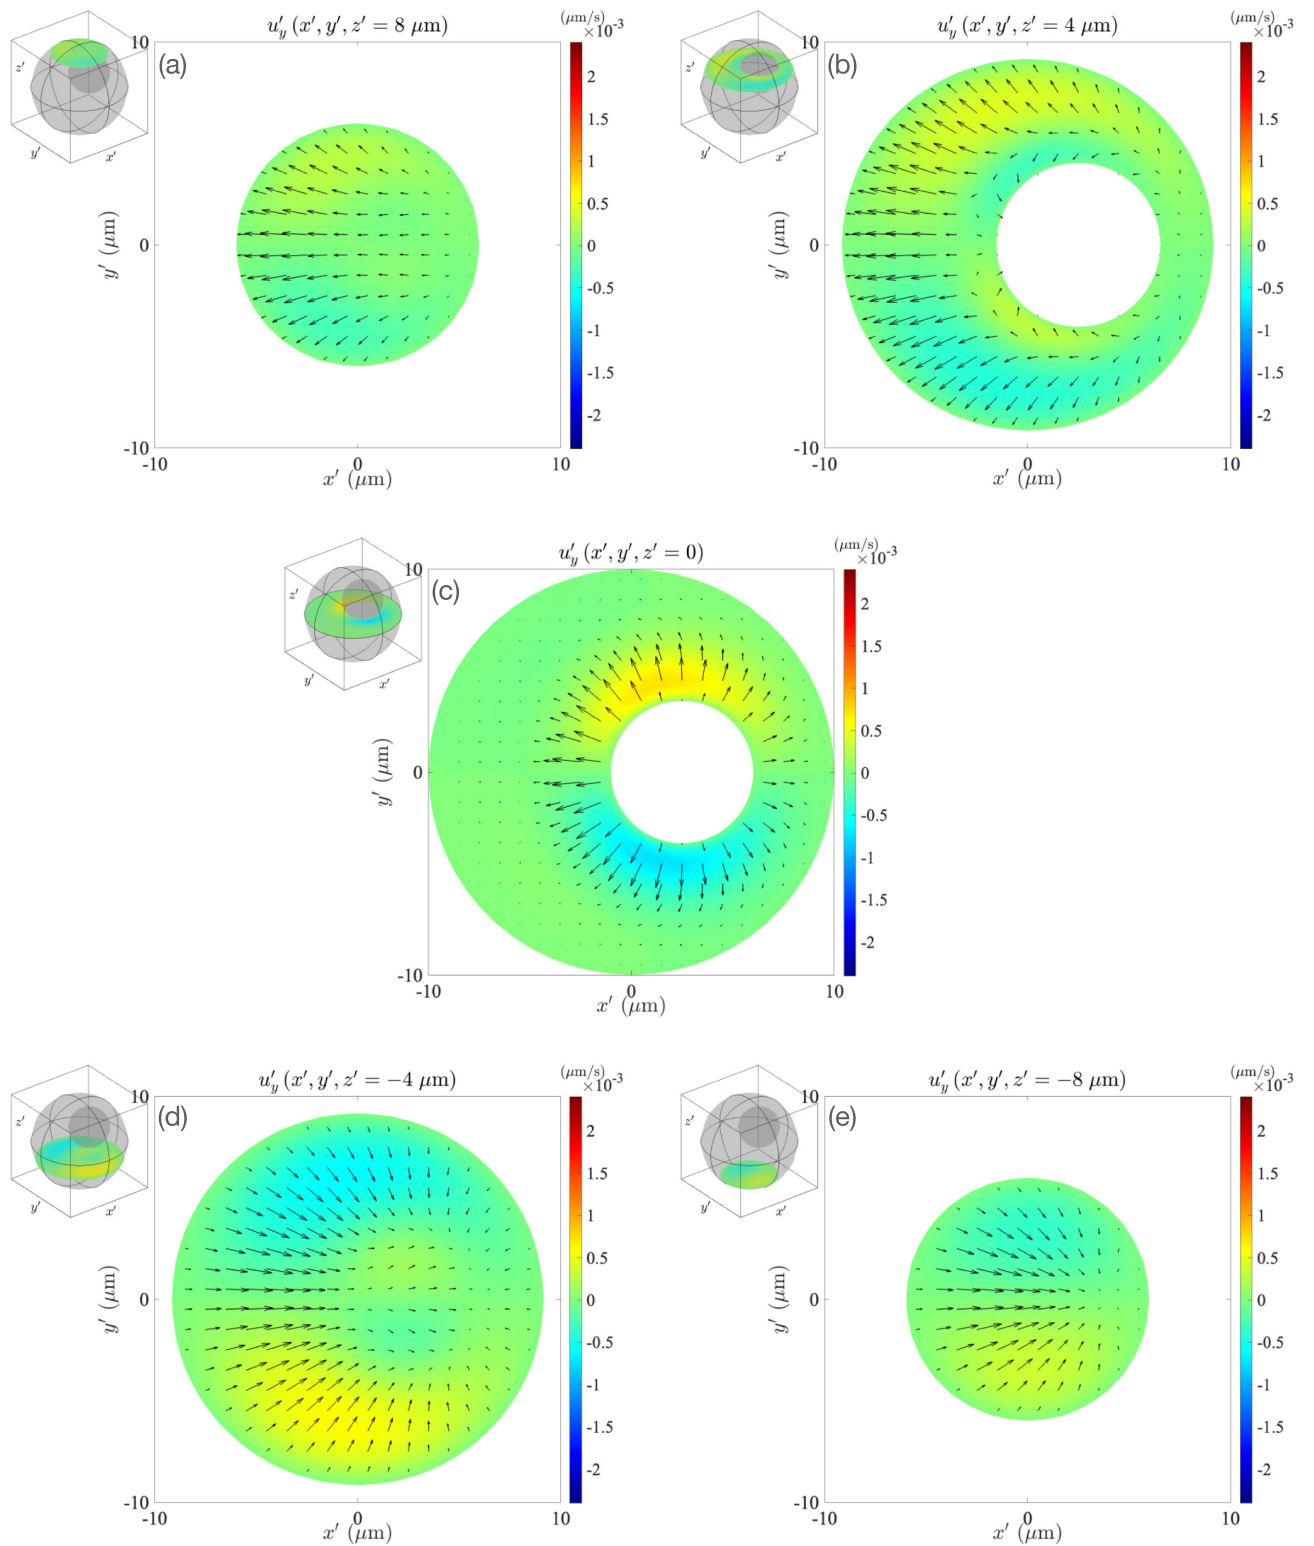 (μm/s)
×10⁻³
u′_y (x′, y′, z′ = 8 μm)
(a)
z′
y′
x′
10
0
-10
y′ (μm)
-10
0
10
x′ (μm)
2
1.5
1
0.5
0
-0.5
-1
-1.5
-2
(μm/s)
×10⁻³
u′_y (x′, y′, z′ = 4 μm)
(b)
z′
y′
x′
10
0
-10
y′ (μm)
-10
0
10
x′ (μm)
2
1.5
1
0.5
0
-0.5
-1
-1.5
-2
(μm/s)
×10⁻³
u′_y (x′, y′, z′ = 0)
(c)
z′
y′
x′
10
0
-10
y′ (μm)
-10
0
10
x′ (μm)
2
1.5
1
0.5
0
-0.5
-1
-1.5
-2
(μm/s)
×10⁻³
u′_y (x′, y′, z′ = −4 μm)
(d)
z′
y′
x′
10
0
-10
y′ (μm)
-10
0
10
x′ (μm)
2
1.5
1
0.5
0
-0.5
-1
-1.5
-2
(μm/s)
×10⁻³
u′_y (x′, y′, z′ = −8 μm)
(e)
z′
y′
x′
10
0
-10
y′ (μm)
-10
0
10
x′ (μm)
2
1.5
1
0.5
0
-0.5
-1
-1.5
-2